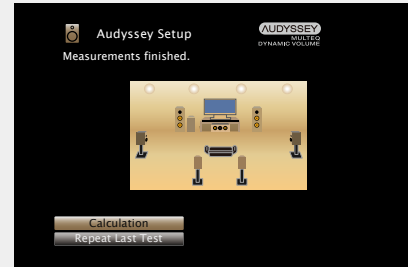 Audyssey Setup
AUDYSSEY
MULTEQ
DYNAMIC VOLUME
Measurements finished.
Calculation
Repeat Last Test